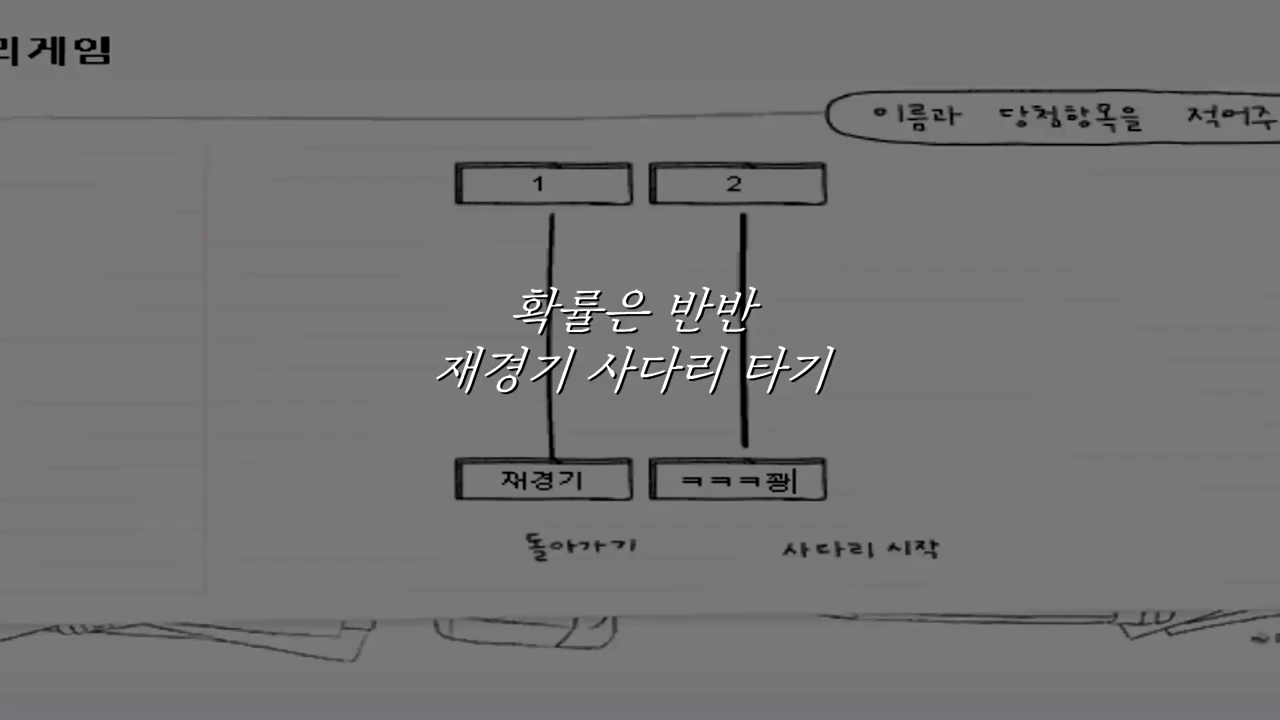 리게임
이름과 당첨항목을 적어주
1 2
확률은 반반
재경기 사다리 타기
재경기 ㅋㅋㅋ꽝
돌아가기 사다리 시작